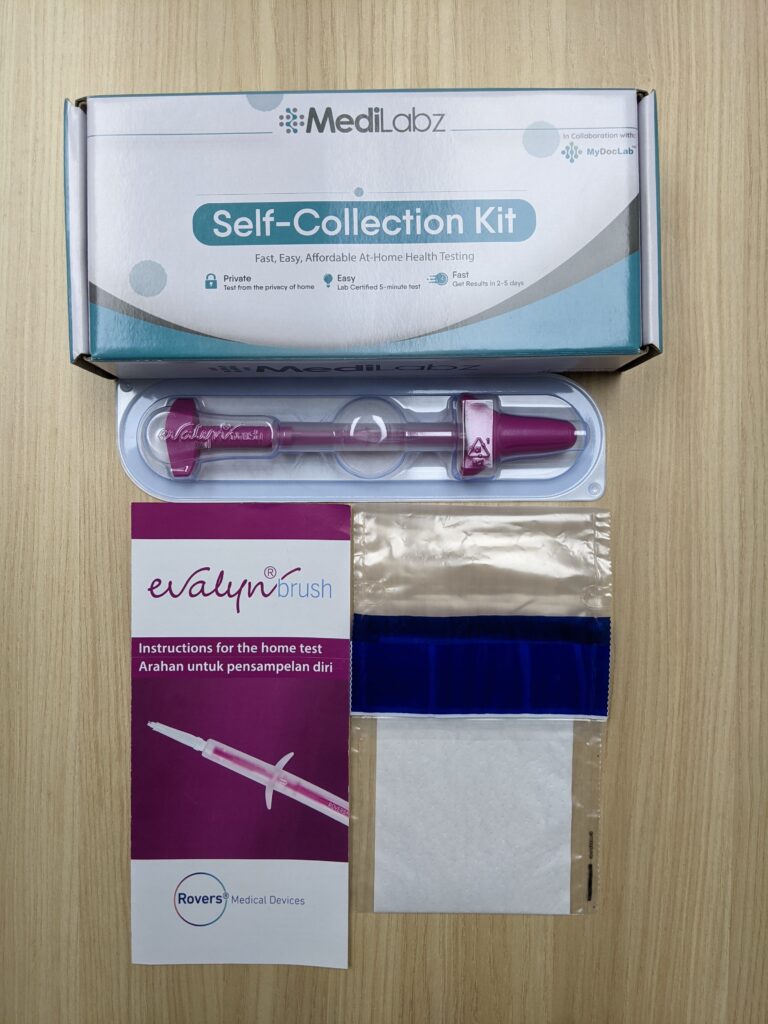 MediLabz
In Collaboration with:
MyDocLab™
Self-Collection Kit
Fast, Easy, Affordable At-Home Health Testing
Private
Test from the privacy of home
Easy
Lab Certified 5-minute test
Fast
Get Results in 2-5 days
MediLabz
evalyn brush
evalyn® brush
Instructions for the home test
Arahan untuk pensampelan diri
ROVERS
Rovers® Medical Devices